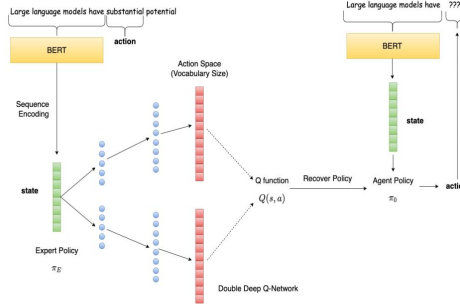 Large language models have substantial potential
action
BERT
Sequence
Encoding
state
Expert Policy
π_E
Action Space
(Vocabulary Size)
Double Deep Q-Network
Q function
Q(s, a)
Recover Policy
Large language models have ???
BERT
state
Agent Policy
π_0
actio